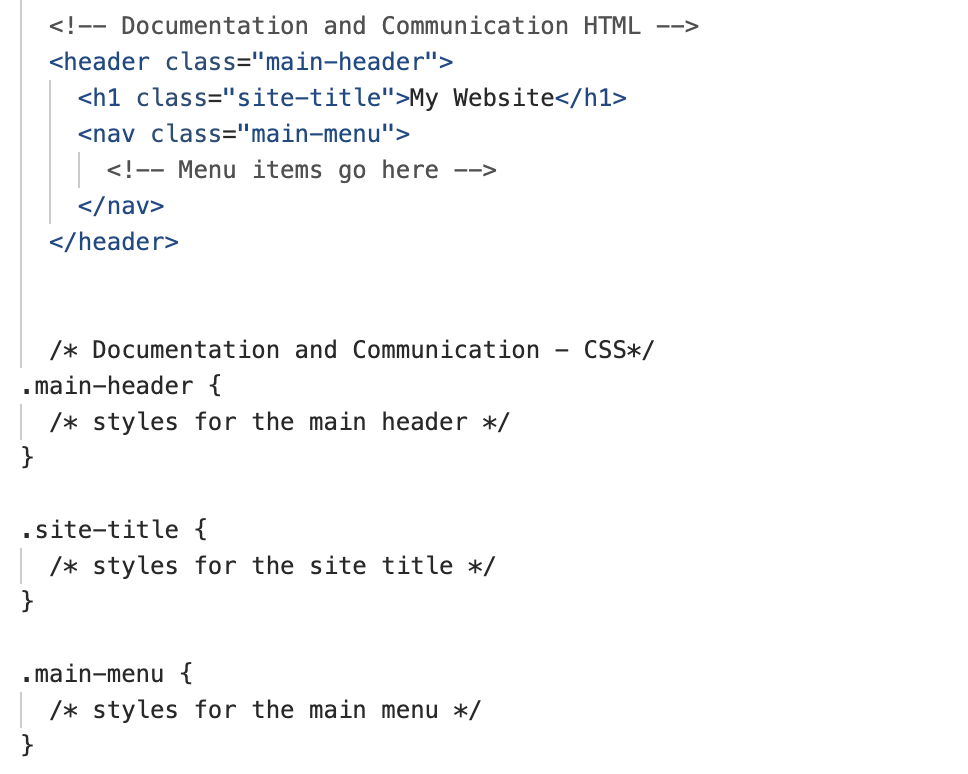 <!-- Documentation and Communication HTML -->
<header class="main-header">
<h1 class="site-title">My Website</h1>
<nav class="main-menu">
<!-- Menu items go here -->
</nav>
</header>
/* Documentation and Communication - CSS*/
.main-header {
/* styles for the main header */
}
.site-title {
/* styles for the site title */
}
.main-menu {
/* styles for the main menu */
}